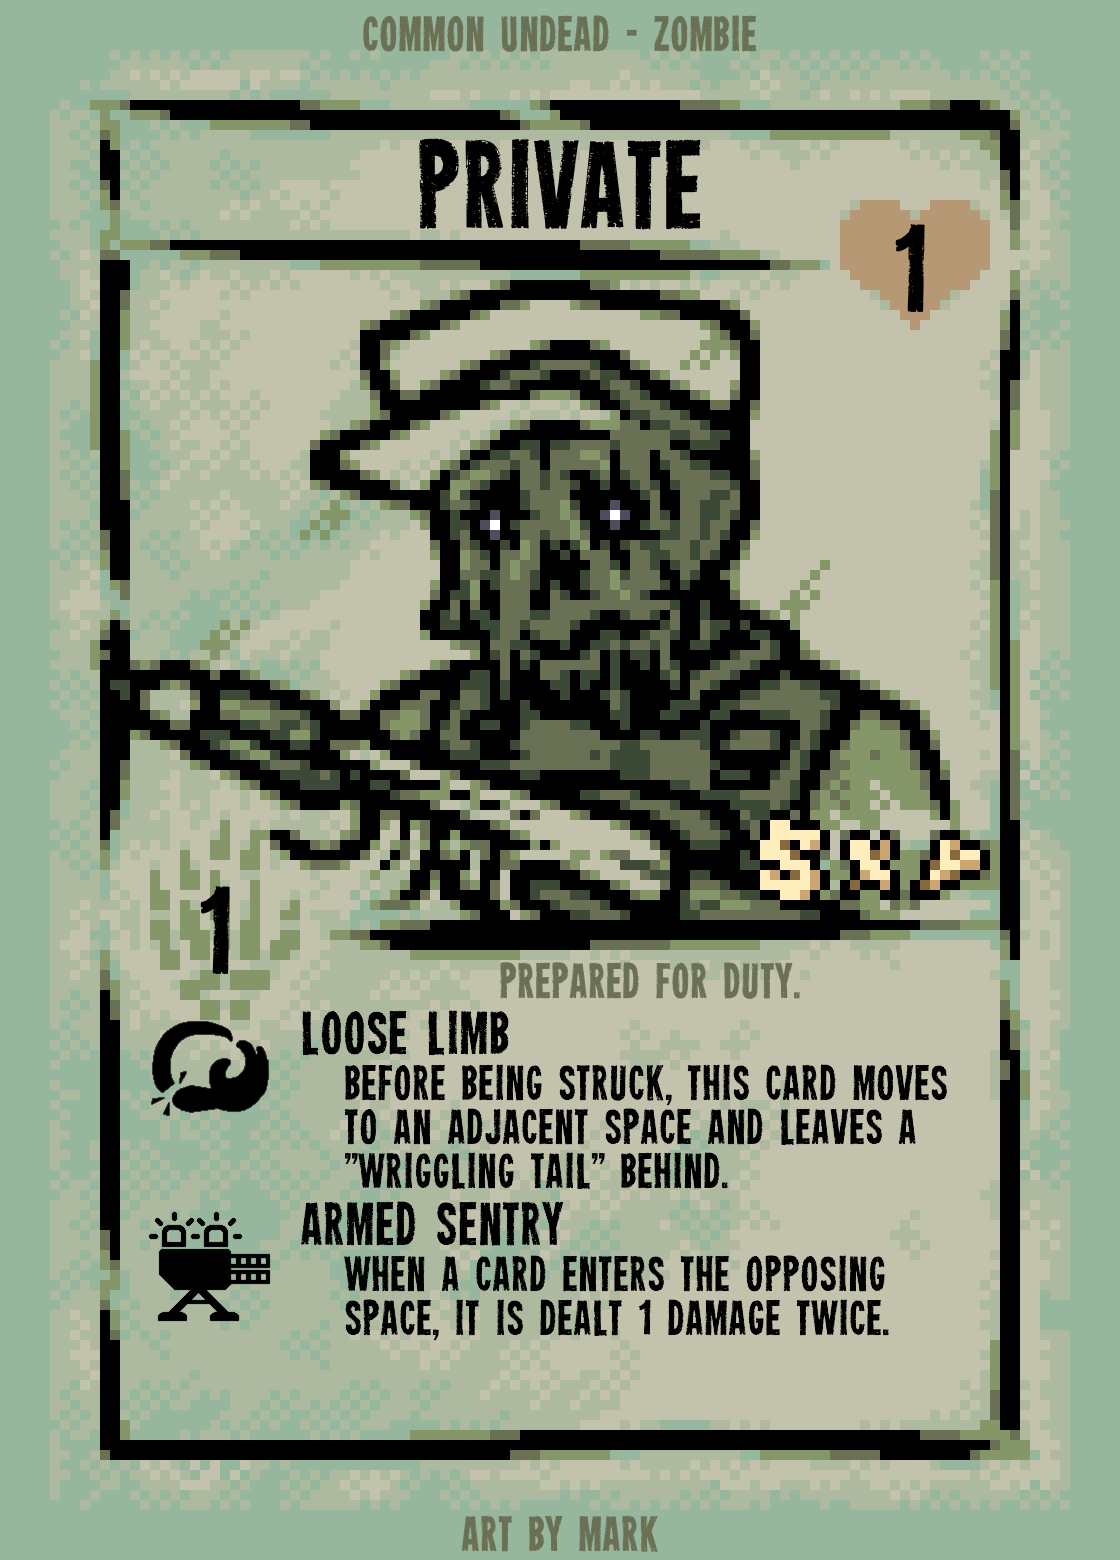 COMMON UNDEAD - ZOMBIE
PRIVATE
1
5 X
1
PREPARED FOR DUTY.
LOOSE LIMB
BEFORE BEING STRUCK, THIS CARD MOVES
TO AN ADJACENT SPACE AND LEAVES A
”WRIGGLING TAIL” BEHIND.
ARMED SENTRY
WHEN A CARD ENTERS THE OPPOSING
SPACE, IT IS DEALT 1 DAMAGE TWICE.
ART BY MARK